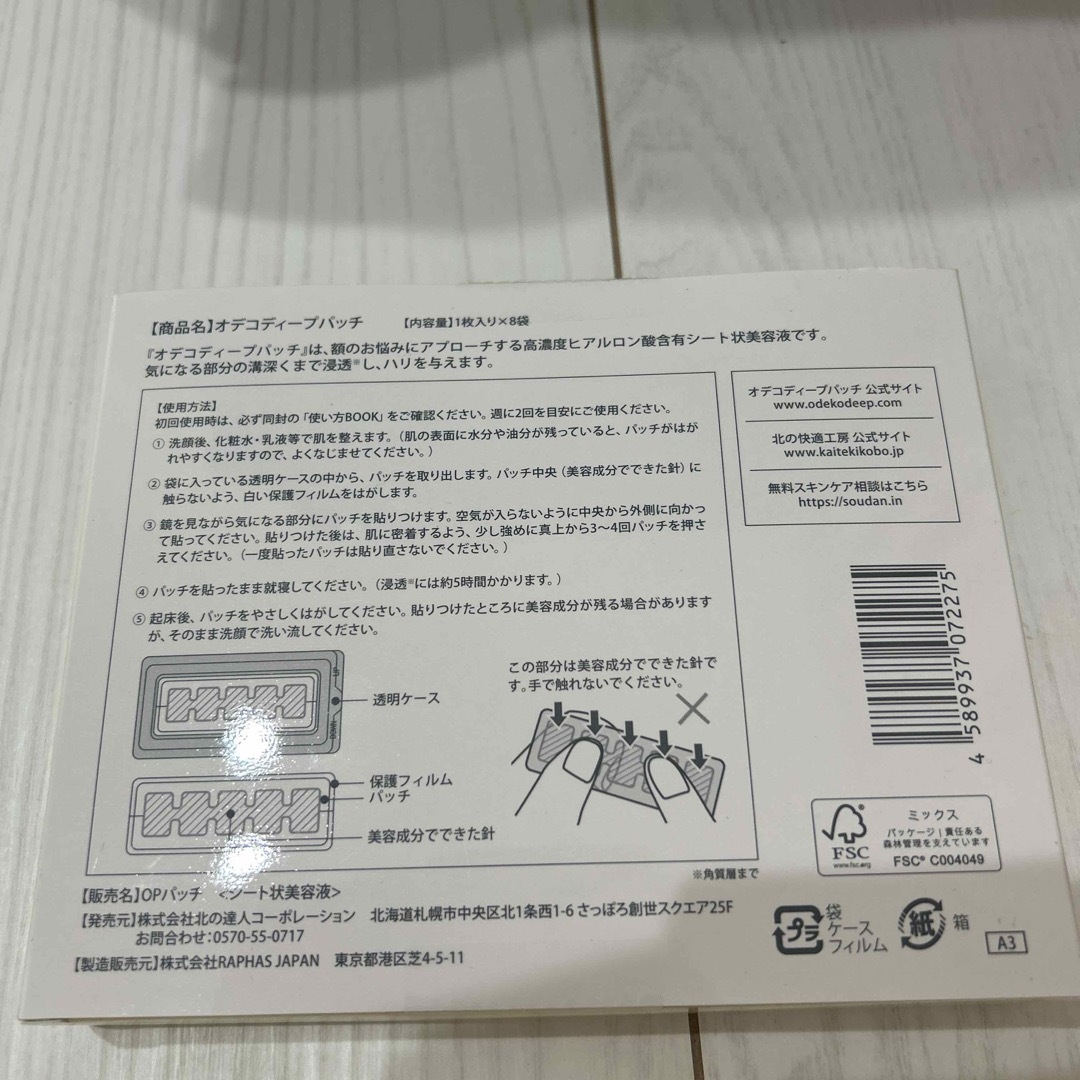 【商品名】オデコディープパッチ 【内容量】1枚入り×8袋
『オデコディープパッチ』は、額のお悩みにアプローチする高濃度ヒアルロン酸含有シート状美容液です。
気になる部分の溝深くまで浸透※し、ハリを与えます。
【使用方法】
初回使用時は、必ず同封の「使い方BOOK」をご確認ください。週に2回を目安にご使用ください。
① 洗顔後、化粧水・乳液等で肌を整えます。（肌の表面に水分や油分が残っていると、パッチがは
がれやすくなりますので、よくなじませてください。）
② 袋に入っている透明ケースの中から、パッチを取り出します。パッチ中央（美容成分でできた針）に
触らないよう、白い保護フィルムをはがします。
③ 鏡を見ながら気になる部分にパッチを貼りつけます。空気が入らないように中央から外側に向かっ
て貼ってください。貼りつけた後は、肌に密着するよう、少し強めに真上から3〜4回パッチを押さ
えてください。（一度貼ったパッチは貼り直さないでください。）
④ パッチを貼ったまま就寝してください。（浸透※には約5時間かかります。）
⑤ 起床後、パッチをやさしくはがしてください。貼りつけたところに美容成分が残る場合があります
が、そのまま洗顔で洗い流してください。
UP
DOWN
透明ケース
保護フィルム
パッチ
美容成分でできた針
この部分は美容成分でできた針で
す。手で触れないでください。
※角質層まで
オデコディープパッチ 公式サイト
www.odekodeep.com
北の快適工房 公式サイト
www.kaitekikobo.jp
無料スキンケア相談はこちら
https://soudan.in
4 589937 072275
FSC
www.fsc.org
ミックス
パッケージ｜責任ある
森林管理を支えています
FSC® C004049
【販売名】OPパッチ ＜シート状美容液＞
【発売元】株式会社北の達人コーポレーション 北海道札幌市中央区北1条西1-6 さっぽろ創世スクエア25F
お問合わせ:0570-55-0717
【製造販売元】株式会社RAPHAS JAPAN 東京都港区芝4-5-11
プラ
袋
ケース
フィルム
紙
箱
A3